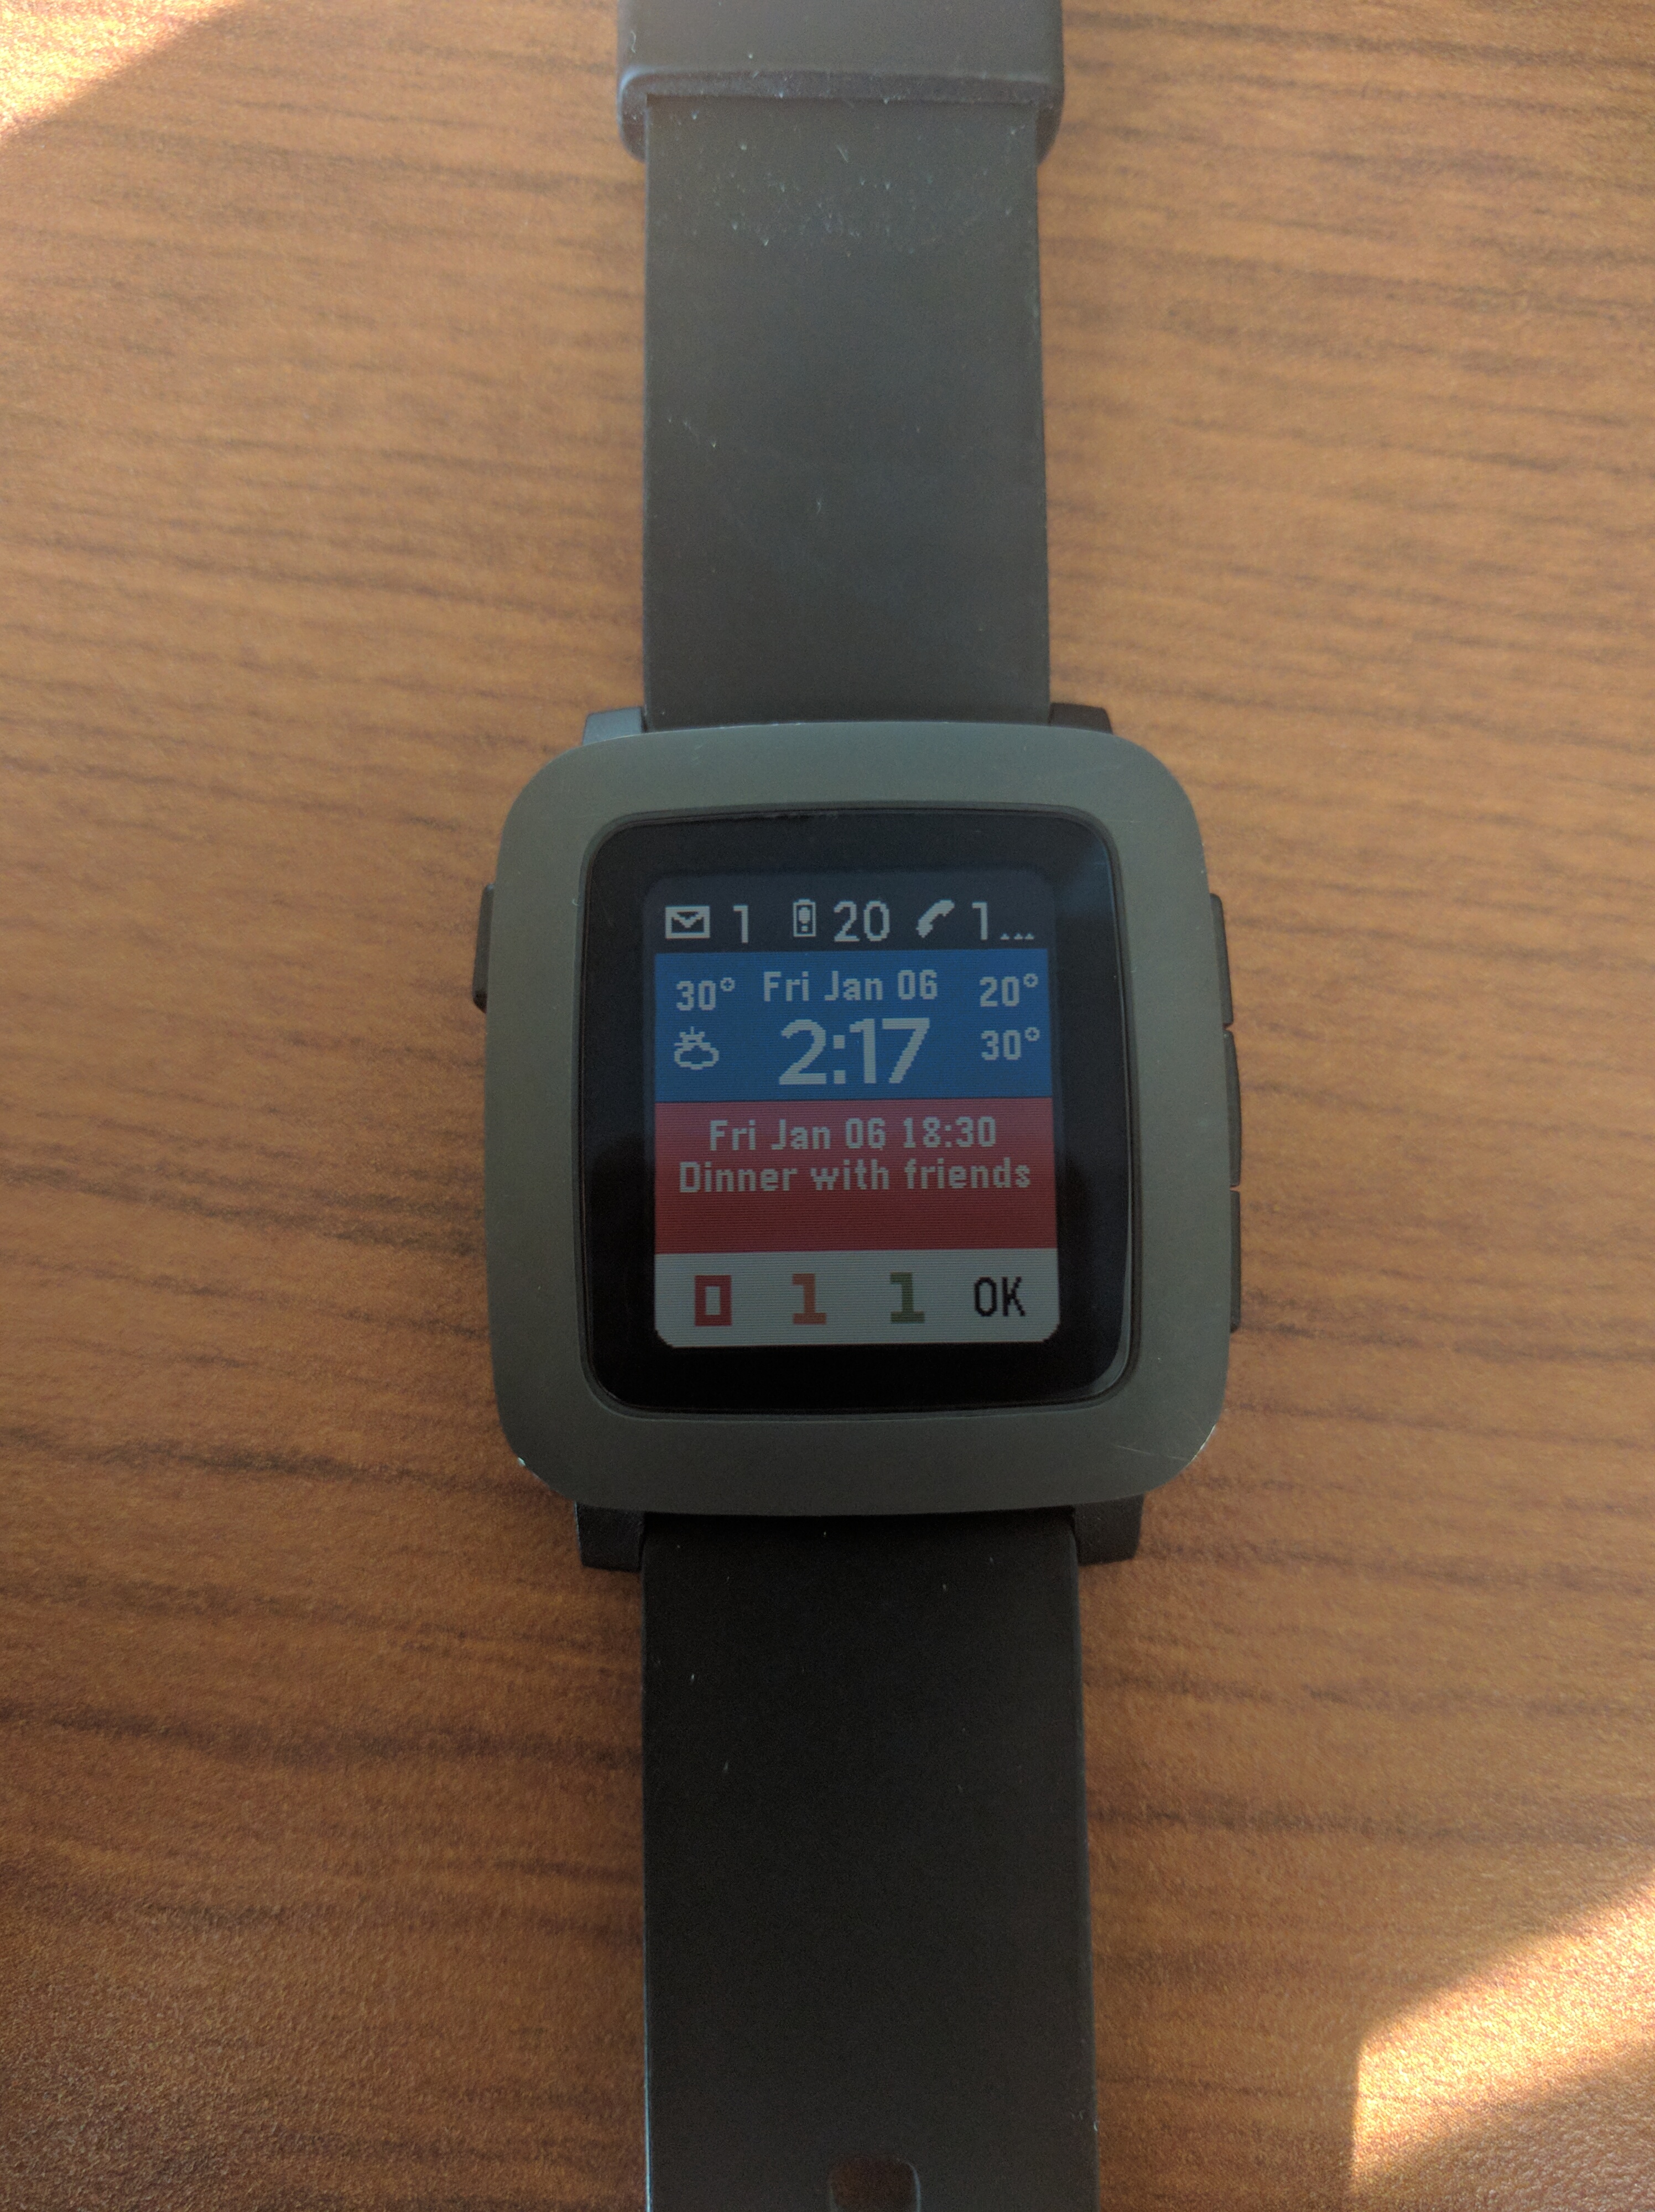 1 20 1...
30° Fri Jan 06 20°
2:17 30°
Fri Jan 06 18:30
Dinner with friends
0 1 1 OK